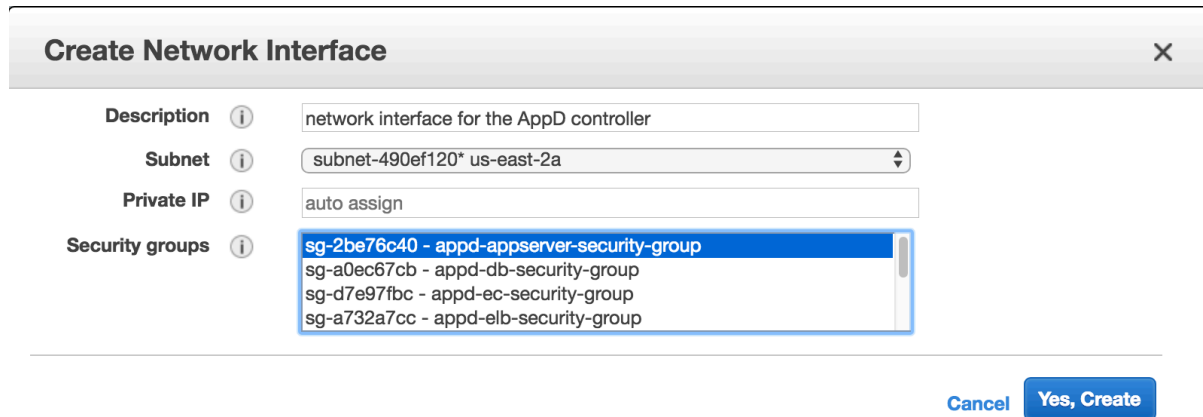 Create Network Interface
Description i network interface for the AppD controller
Subnet i subnet-490ef120* us-east-2a
Private IP i auto assign
Security groups i sg-2be76c40 - appd-appserver-security-group
sg-a0ec67cb - appd-db-security-group
sg-d7e97fbc - appd-ec-security-group
sg-a732a7cc - appd-elb-security-group
Cancel Yes, Create